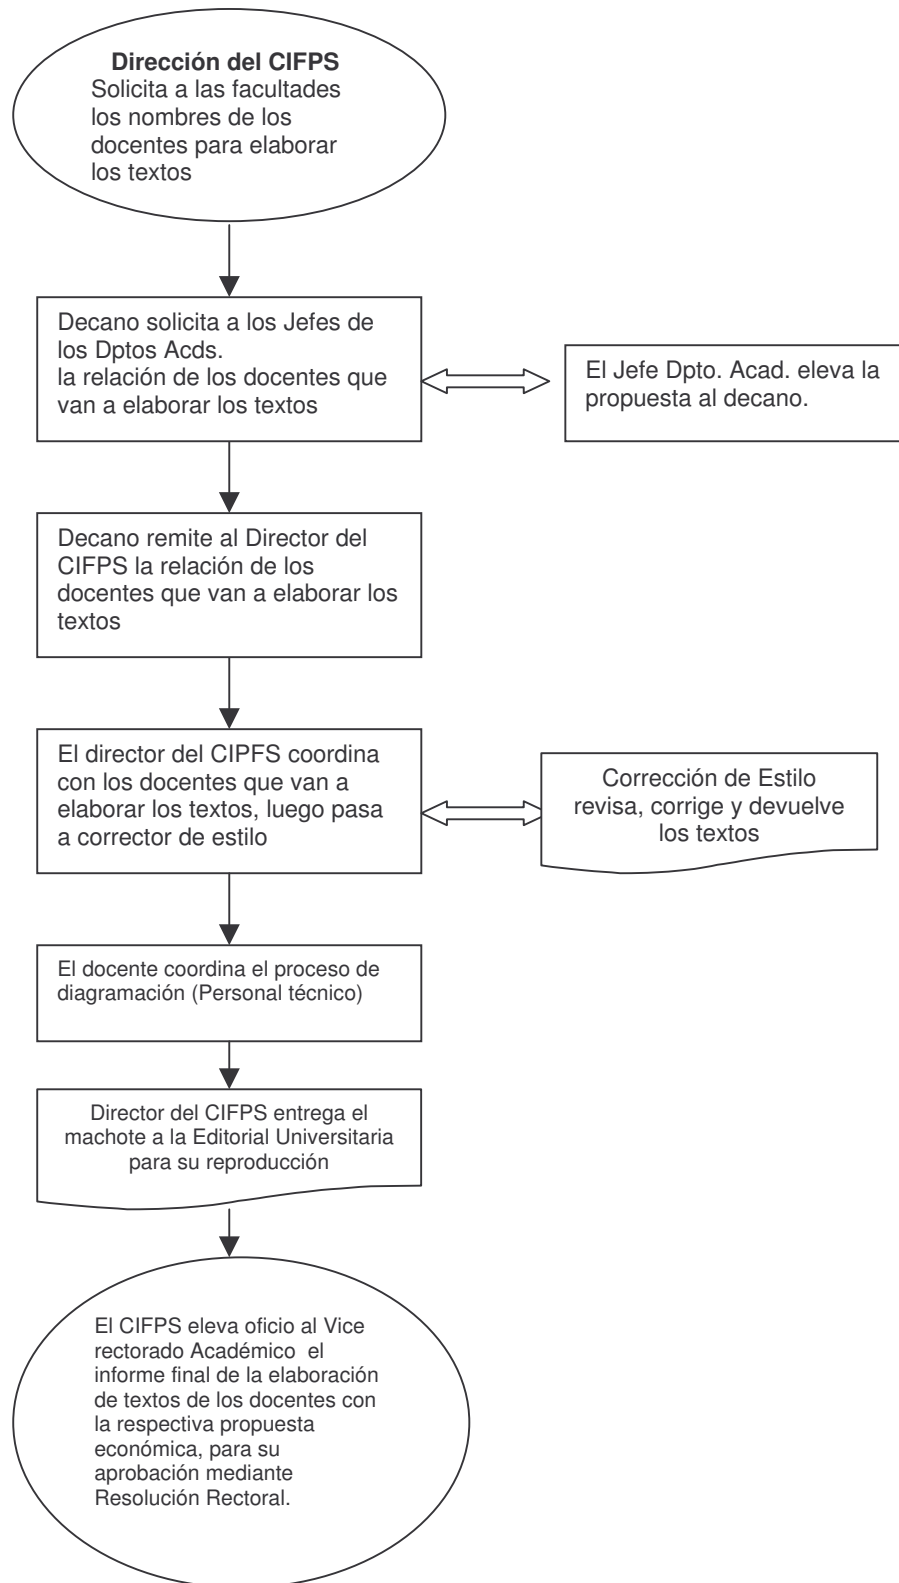 Dirección del CIFPS
Solicita a las facultades
los nombres de los
docentes para elaborar
los textos
Decano solicita a los Jefes de
los Dptos Acds.
la relación de los docentes que
van a elaborar los textos
El Jefe Dpto. Acad. eleva la
propuesta al decano.
Decano remite al Director del
CIFPS la relación de los
docentes que van a elaborar los
textos
El director del CIPFS coordina
con los docentes que van a
elaborar los textos, luego pasa
a corrector de estilo
Corrección de Estilo
revisa, corrige y devuelve
los textos
El docente coordina el proceso de
diagramación (Personal técnico)
Director del CIFPS entrega el
machote a la Editorial Universitaria
para su reproducción
El CIFPS eleva oficio al Vice
rectorado Académico  el
informe final de la elaboración
de textos de los docentes con
la respectiva propuesta
económica, para su
aprobación mediante
Resolución Rectoral.